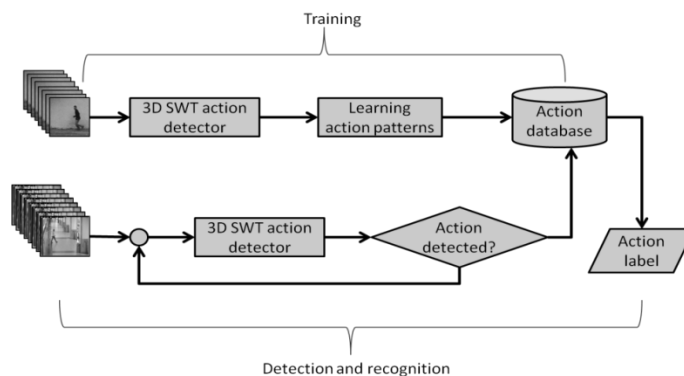 Training
3D SWT action
detector
Learning
action patterns
Action
database
3D SWT action
detector
Action
detected?
Action
label
Detection and recognition